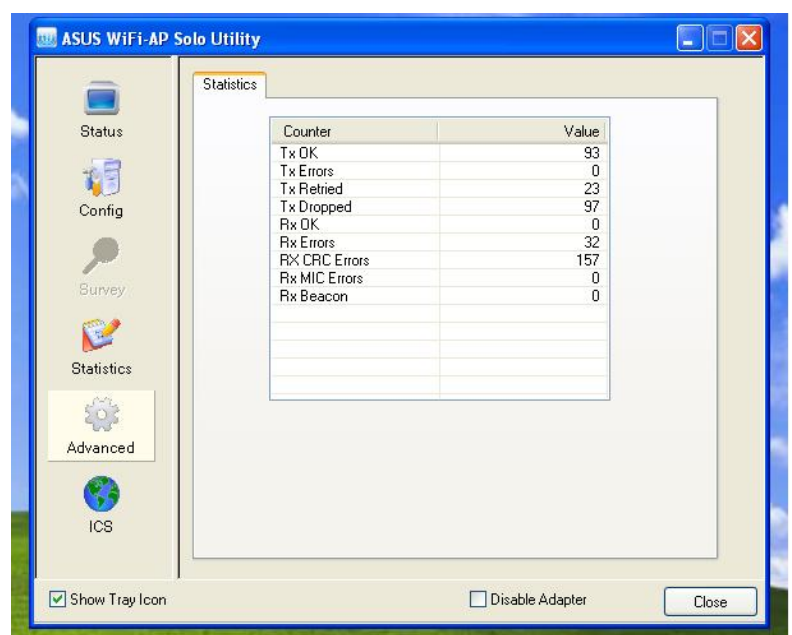 ASUS WiFi-AP Solo Utility
Status
Config
Survey
Statistics
Advanced
ICS
Statistics
Counter Value
Tx OK 93
Tx Errors 0
Tx Retried 23
Tx Dropped 97
Rx OK 0
Rx Errors 32
RX CRC Errors 157
Rx MIC Errors 0
Rx Beacon 0
Show Tray Icon
Disable Adapter
Close